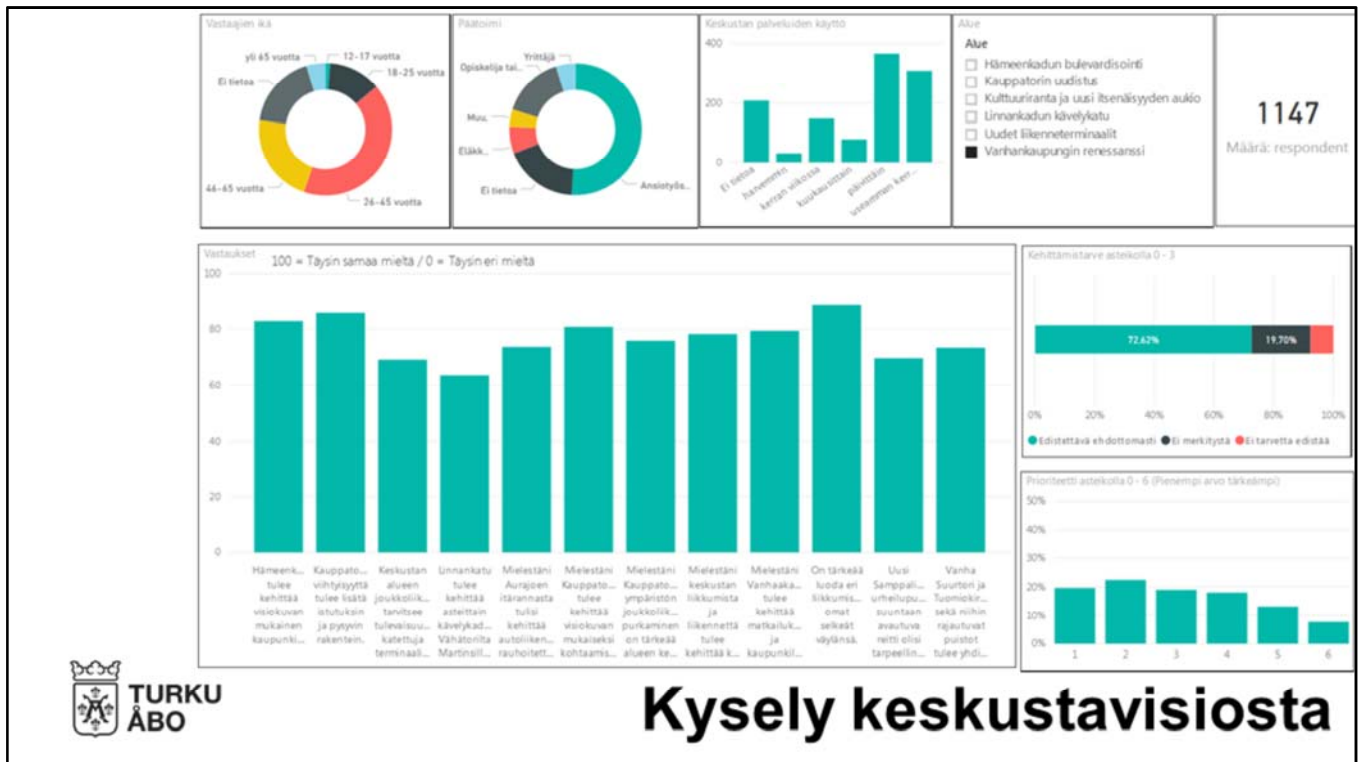 Vastaajien ikä
yli 65 vuotta
12-17 vuotta
18-25 vuotta
Ei tietoa
46-65 vuotta
26-45 vuotta
Päätoimi
Yrittäjä
Opiskelija tai...
Muu,
Eläkk...
Ei tietoa
Ansiotyös...
Keskustan palveluiden käyttö
400
200
0
Ei tietoa
harvemmin
kerran viikossa
kuukausittain
päivittäin
useamman kerr...
Alue
Alue
Hämeenkadun bulevardisointi
Kauppatorin uudistus
Kulttuuriranta ja uusi itsenäisyyden aukio
Linnankadun kävelykatu
Uudet liikenneterminaalit
Vanhankaupungin renessanssi
1147
Määrä: respondent
Vastaukset
100 = Täysin samaa mieltä / 0 = Täysin eri mieltä
100
80
60
40
20
0
Hämeenk...
tulee
kehittää
visiokuvan
mukainen
kaupunki...
Kauppato...
viihtyisyyttä
tulee lisätä
istutuksin
ja pysyvin
rakentein.
Keskustan
alueen
joukkoliik...
tarvitsee
tulevaisuu...
katettuja
terminaali...
Linnankatu
tulee
kehittää
asteittain
kävelykad...
Vähätorilta
Martinsill...
Mielestäni
Aurajoen
itärannasta
tulisi
kehittää
autoliiken...
rauhoitett...
Mielestäni
Kauppato...
tulee
kehittää
visiokuvan
mukaiseksi
kohtaamis...
Mielestäni
Kauppato...
ympäristön
joukkoliik...
purkaminen
on tärkeää
alueen ke...
Mielestäni
keskustan
liikkumista
ja
liikennettä
tulee
kehittää k...
Mielestäni
Vanhaaka...
tulee
kehittää
matkailuk...
ja
kaupunkil...
On tärkeää
luoda eri
liikkumis...
omat
selkeät
väylänsä.
Uusi
Samppali...
urheilupu...
suuntaan
avautuva
reitti olisi
tarpeellin...
Vanha
Suurtori ja
Tuomiokir...
sekä niihin
rajautuvat
puistot
tulee yhdi...
Kehittämistarve asteikolla 0 - 3
72,62%
19,70%
0%
20%
40%
60%
80%
100%
Edistettävä ehdottomasti
Ei merkitystä
Ei tarvetta edistää
Prioriteetti asteikolla 0 - 6 (Pienempi arvo tärkeämpi)
50%
40%
30%
20%
10%
0%
1
2
3
4
5
6
TURKU
ÅBO
Kysely keskustavisiosta